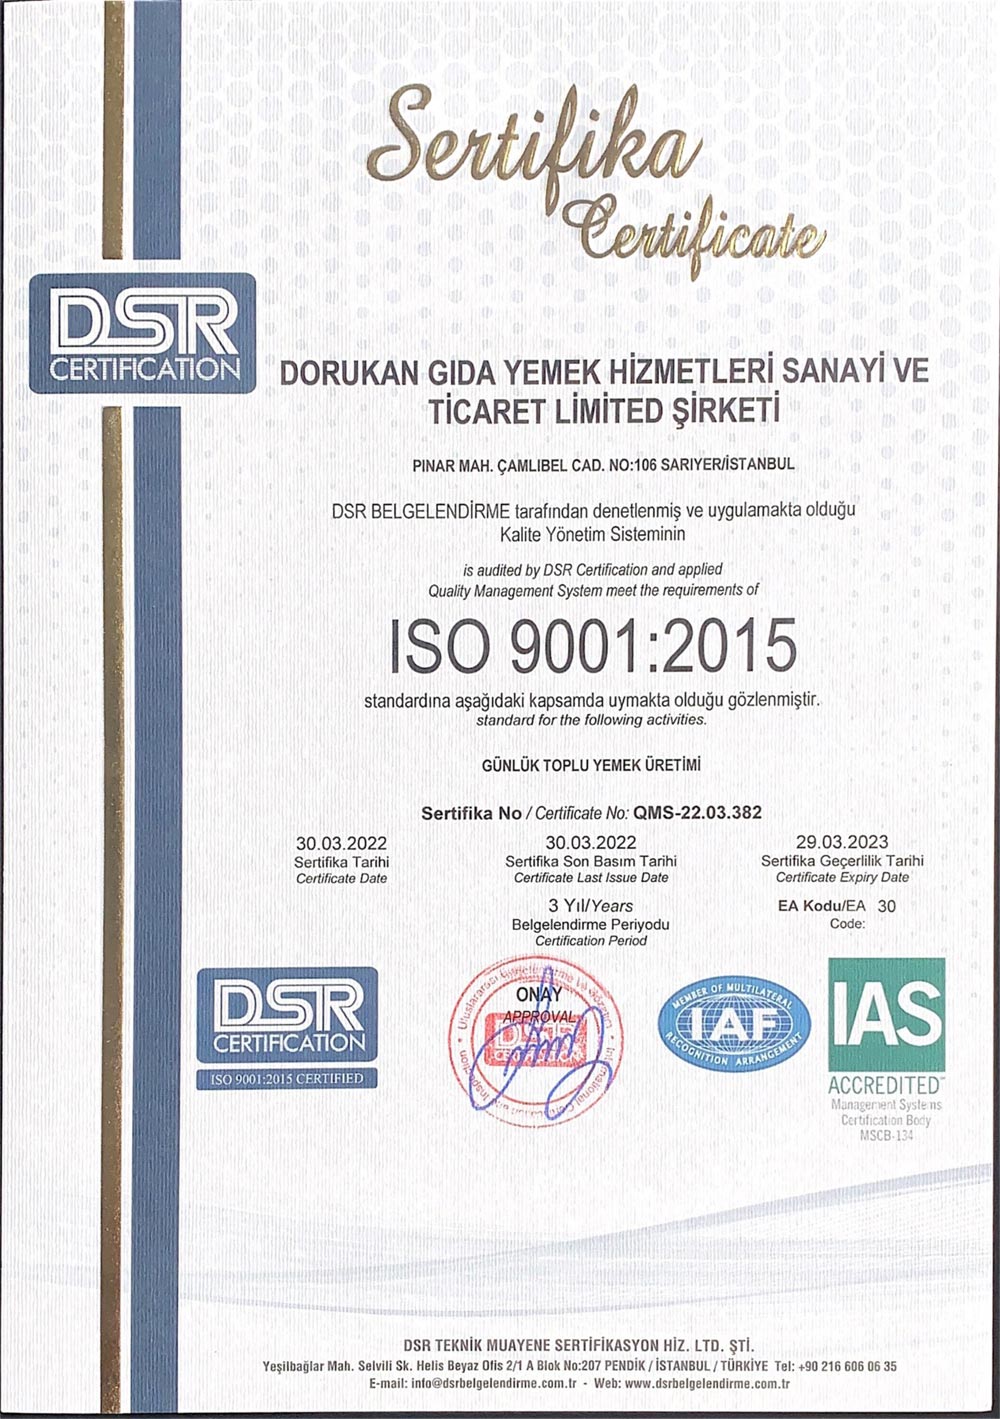 Sertifika
Certificate
DSR
CERTIFICATION
DORUKAN GIDA YEMEK HİZMETLERİ SANAYİ VE
TİCARET LİMİTED ŞİRKETİ
PINAR MAH. ÇAMLIBEL CAD. NO:106 SARIYER/İSTANBUL
DSR BELGELENDİRME tarafından denetlenmiş ve uygulamakta olduğu
Kalite Yönetim Sisteminin
is audited by DSR Certification and applied
Quality Management System meet the requirements of
ISO 9001:2015
standardına aşağıdaki kapsamda uymakta olduğu gözlenmiştir.
standard for the following activities.
GÜNLÜK TOPLU YEMEK ÜRETİMİ
Sertifika No / Certificate No: QMS-22.03.382
30.03.2022 30.03.2022 29.03.2023
Sertifika Tarihi Sertifika Son Basım Tarihi Sertifika Geçerlilik Tarihi
Certificate Date Certificate Last Issue Date Certificate Expiry Date
3 Yıl/Years EA Kodu/EA 30
Belgelendirme Periyodu Code:
Certification Period
DSR
CERTIFICATION
ISO 9001:2015 CERTIFIED
ONAY
APPROVAL
DSR
MEMBER OF MULTILATERAL
IAF
RECOGNITION ARRANGEMENT
IAS
ACCREDITED™
Management Systems
Certification Body
MSCB-134
DSR TEKNİK MUAYENE SERTİFİKASYON HİZ. LTD. ŞTİ.
Yeşilbağlar Mah. Selvili Sk. Helis Beyaz Ofis 2/1 A Blok No:207 PENDİK / İSTANBUL / TÜRKİYE Tel: +90 216 606 06 35
E-mail: info@dsrbelgelendirme.com.tr - Web: www.dsrbelgelendirme.com.tr